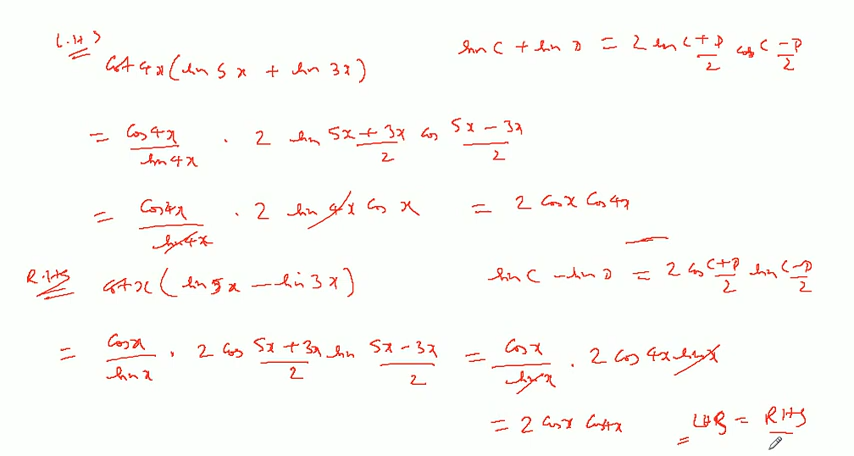 L.H.S
cot 4x (sin 5x + sin 3x)    sin C + sin D = 2 sin (C+D)/2 cos (C-D)/2
= cos 4x / sin 4x . 2 sin (5x + 3x)/2 cos (5x - 3x)/2
= cos 4x / sin 4x . 2 sin 4x cos x = 2 cos x cos 4x
R.H.S cot x (sin 5x - sin 3x)    sin C - sin D = 2 cos (C+D)/2 sin (C-D)/2
= cos x / sin x . 2 cos (5x + 3x)/2 sin (5x - 3x)/2 = cos x / sin x . 2 cos 4x sin x
= 2 cos x cos 4x    LHS = RHS